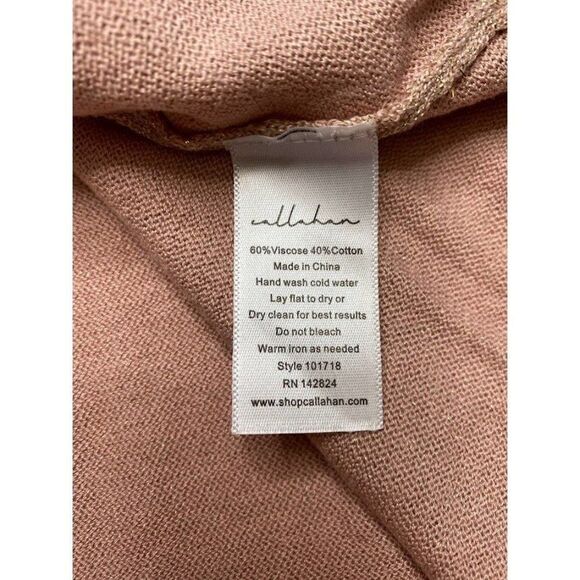 callahan
60%Viscose 40%Cotton
Made in China
Hand wash cold water
Lay flat to dry or
Dry clean for best results
Do not bleach
Warm iron as needed
Style 101718
RN 142824
www.shopcallahan.com